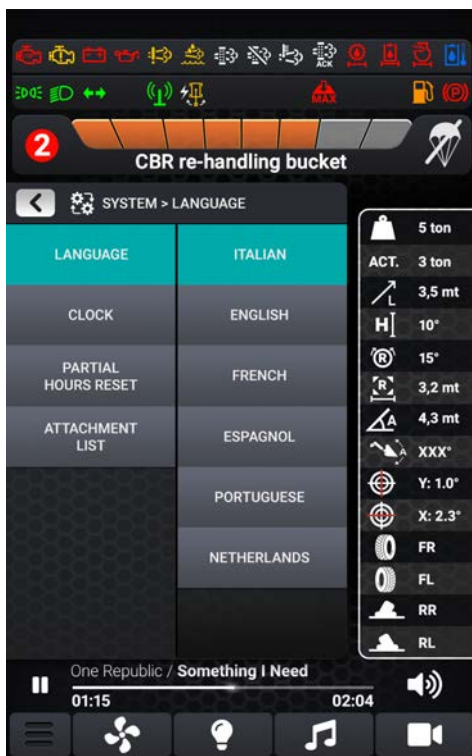 ACK
MAX
2
CBR re-handling bucket
SYSTEM > LANGUAGE
LANGUAGE
CLOCK
PARTIAL
HOURS RESET
ATTACHMENT
LIST
ITALIAN
ENGLISH
FRENCH
ESPAGNOL
PORTUGUESE
NETHERLANDS
5 ton
ACT. 3 ton
L 3,5 mt
H 10°
R 15°
R 3,2 mt
A 4,3 mt
A XXX°
Y: 1.0°
X: 2.3°
FR
FL
RR
RL
One Republic / Something I Need
01:15 02:04